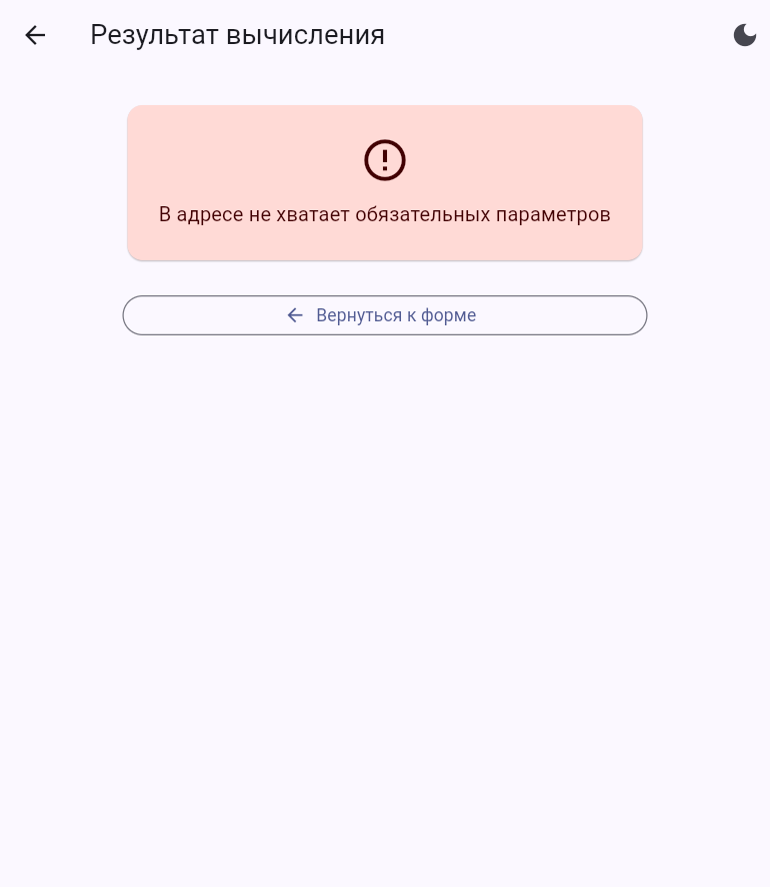 Результат вычисления
В адресе не хватает обязательных параметров
Вернуться к форме